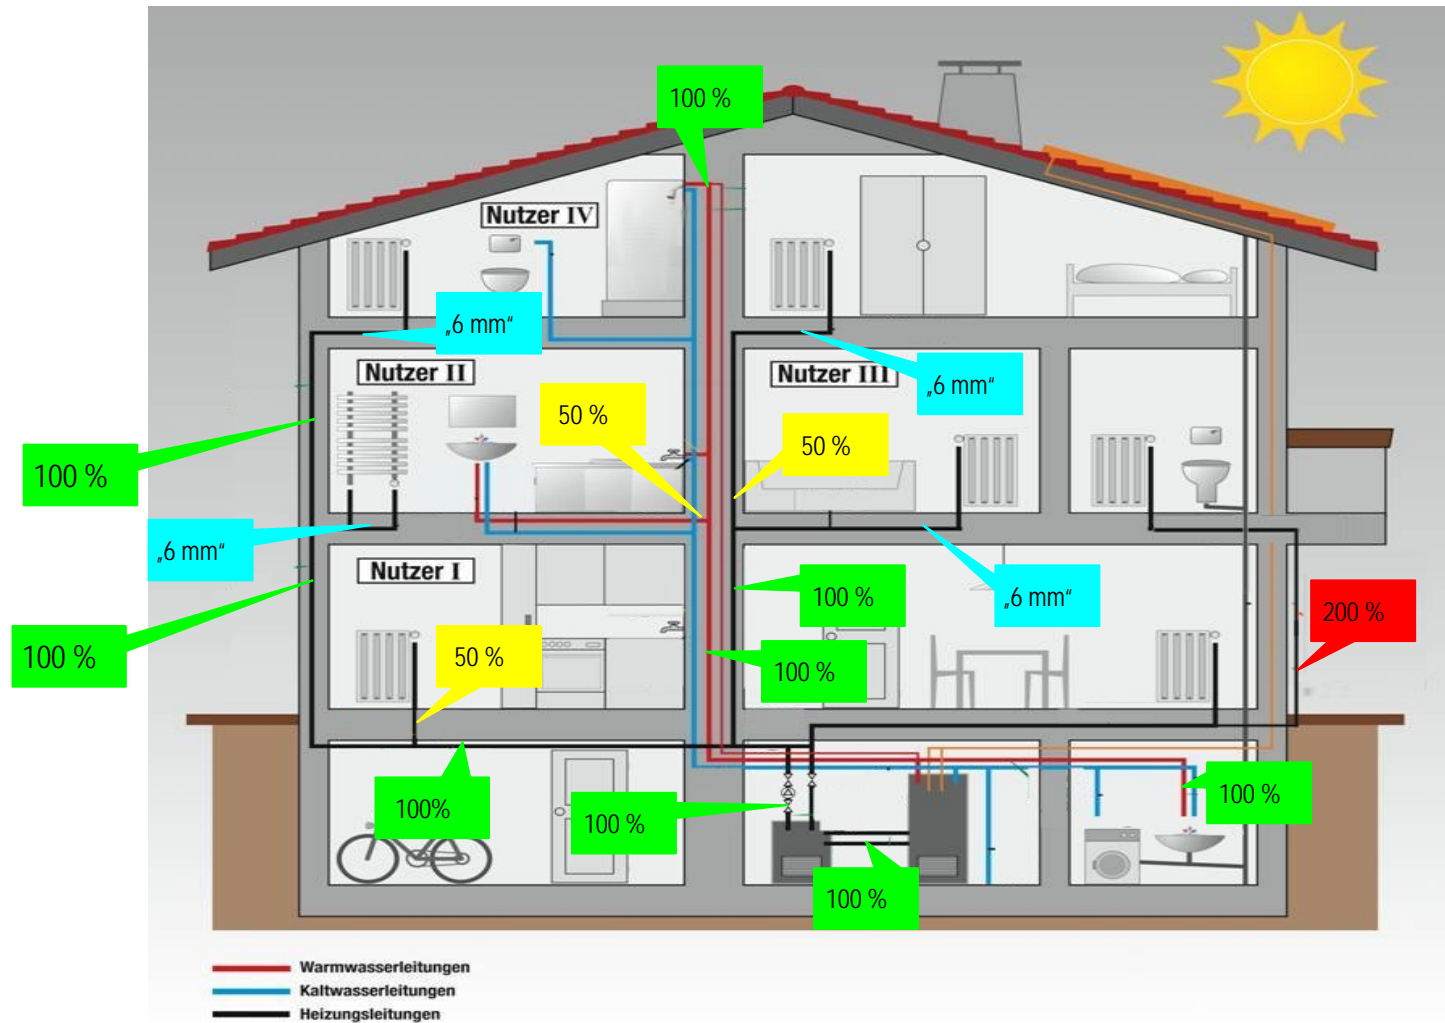 100 %
Nutzer IV
„6 mm“
Nutzer II
Nutzer III
„6 mm“
50 %
50 %
100 %
„6 mm“
Nutzer I
100 %
„6 mm“
200 %
100 %
50 %
100 %
100%
100 %
100 %
100 %
Warmwasserleitungen
Kaltwasserleitungen
Heizungsleitungen